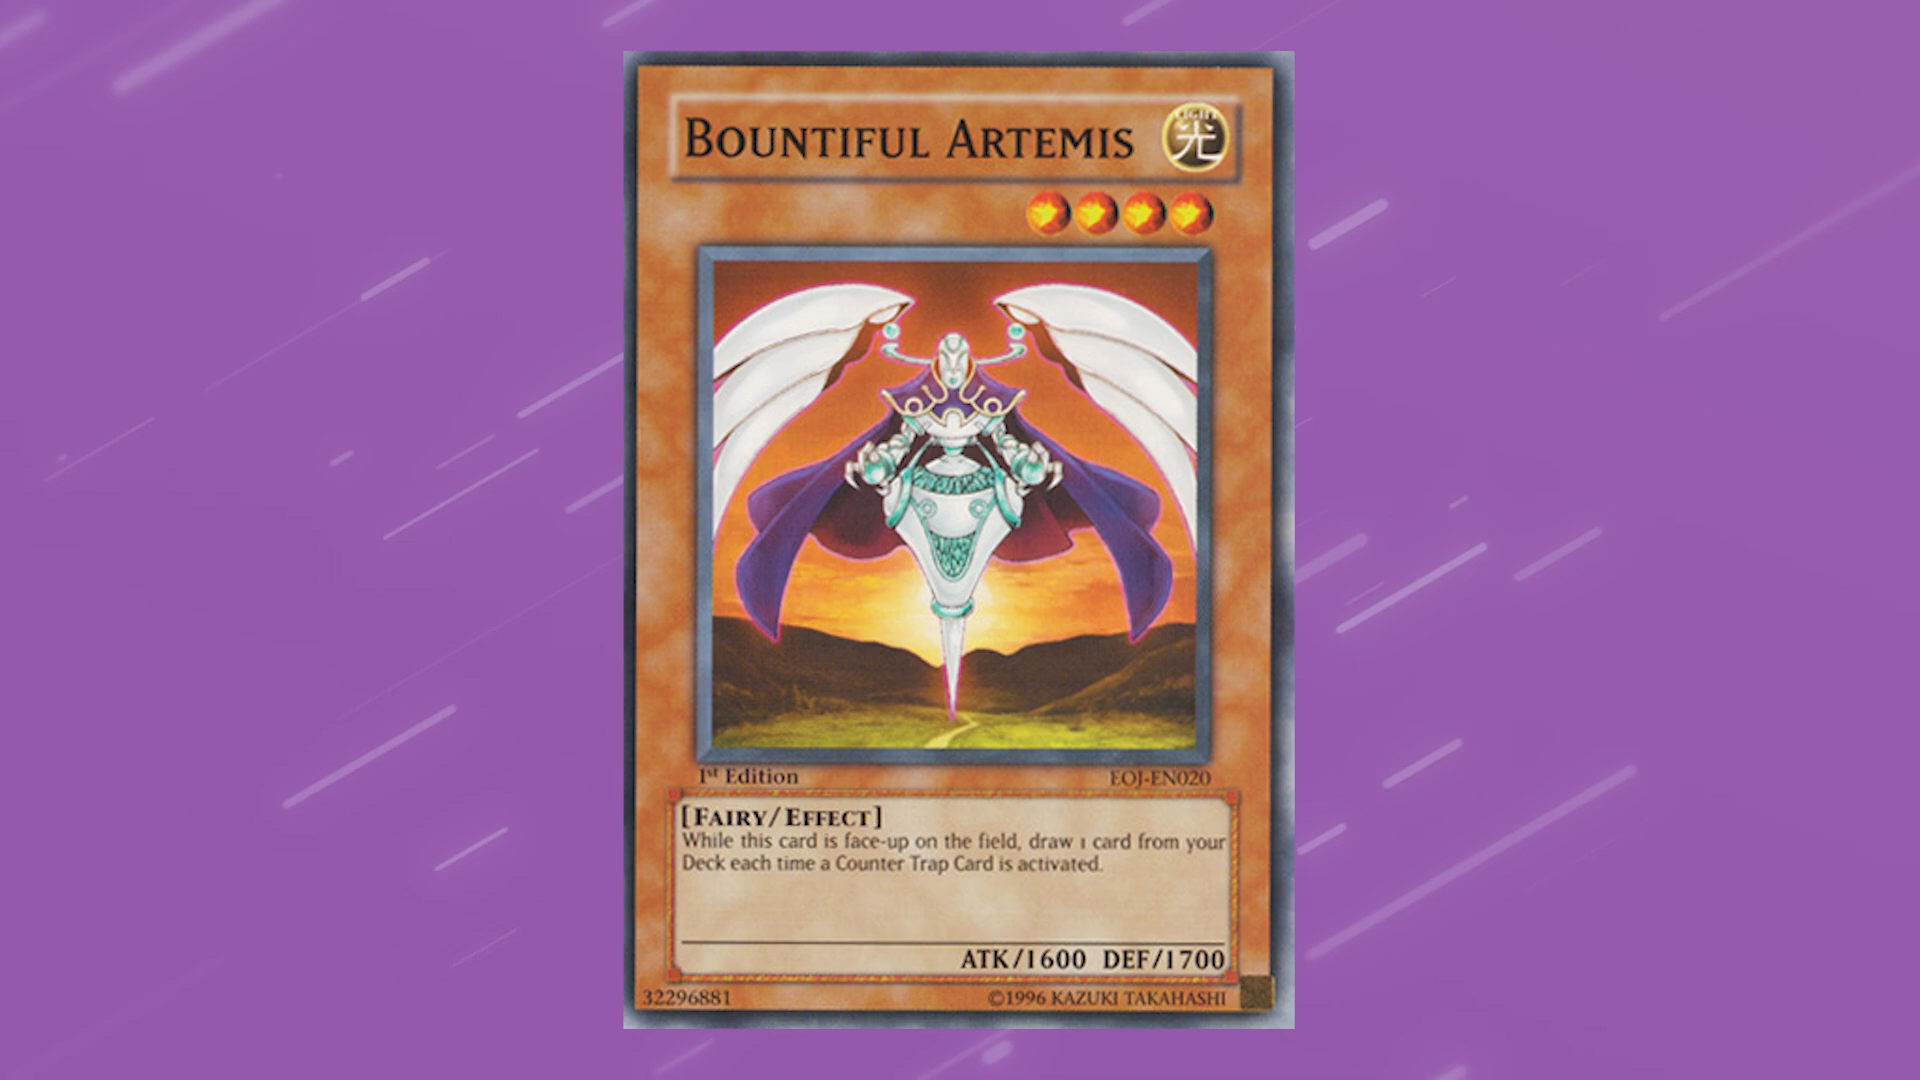 BOUNTIFUL ARTEMIS
LIGHT
光
1st Edition
EOJ-EN020
[FAIRY/EFFECT]
While this card is face-up on the field, draw 1 card from your
Deck each time a Counter Trap Card is activated.
ATK/1600 DEF/1700
32296881
©1996 KAZUKI TAKAHASHI